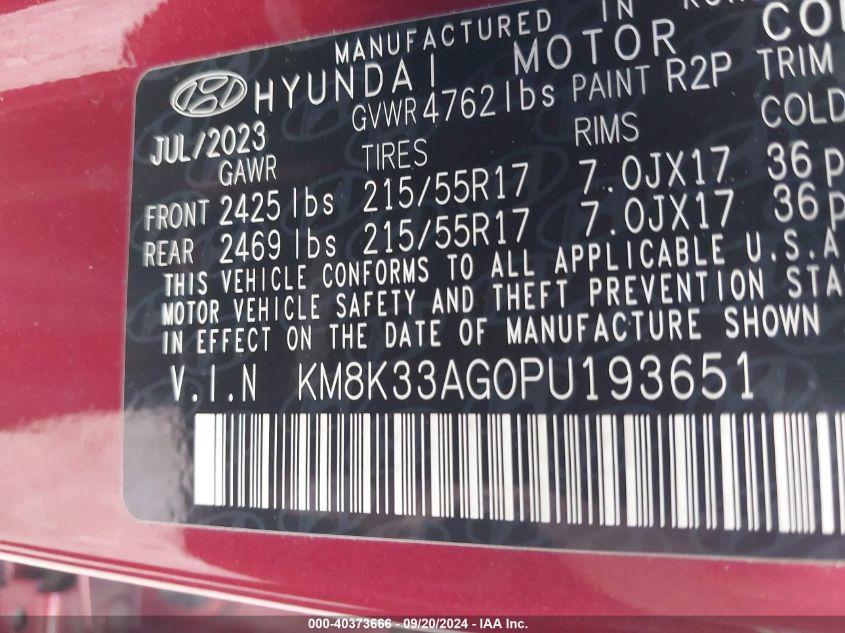 MANUFACTURED IN
HYUNDAI MOTOR
GVWR 4762 lbs PAINT R2P TRIM
JUL/2023
GAWR TIRES RIMS COLD
FRONT 2425 lbs 215/55R17 7.0JX17 36
REAR 2469 lbs 215/55R17 7.0JX17 36
THIS VEHICLE CONFORMS TO ALL APPLICABLE U.S.A
MOTOR VEHICLE SAFETY AND THEFT PREVENTION
IN EFFECT ON THE DATE OF MANUFACTURE SHOWN
V.I.N KM8K33AG0PU193651
000-40373666 - 09/20/2024 - IAA, Inc.